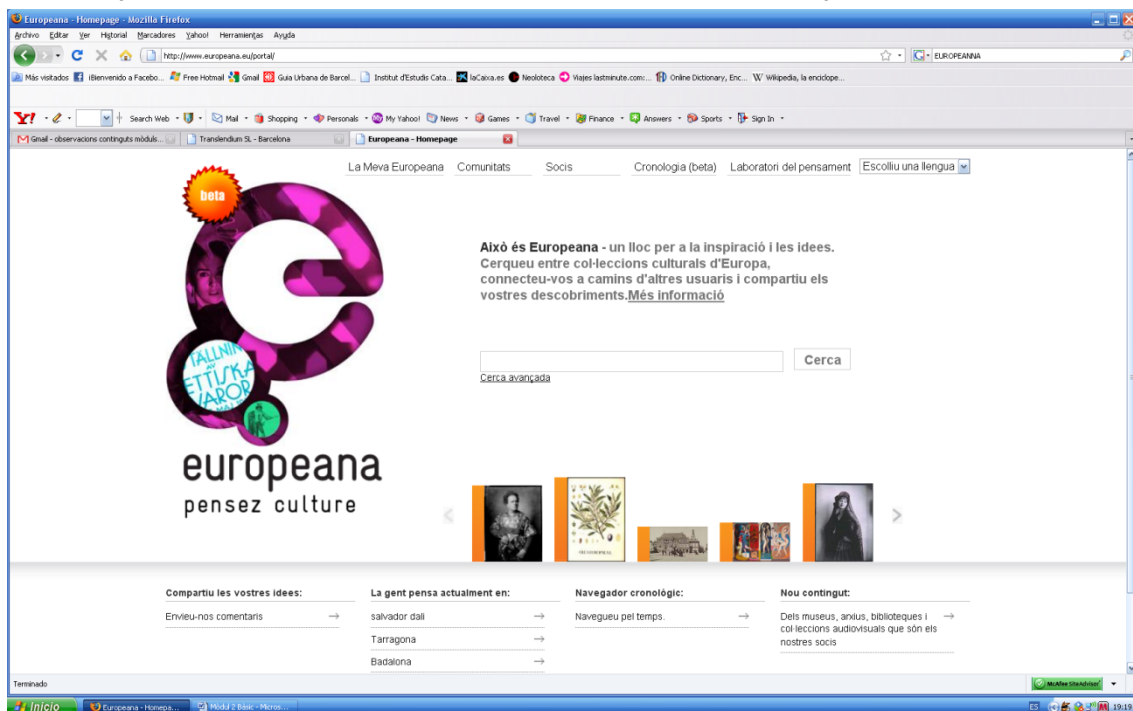 Europeana - Homepage - Mozilla Firefox
Archivo Editar Ver Historial Marcadores Yahoo! Herramientas Ayuda
http://www.europeana.eu/portal/ EUROPEANNA
Más visitados ¡Bienvenido a Facebo... Free Hotmail Gmail Guia Urbana de Barcel... Institut d'Estudis Cata... laCaixa.es Neoloteca Viajes lastminute.com:... Online Dictionary, Enc... Wikipedia, la enciclope...
Y! Search Web Mail Shopping Personals My Yahoo! News Games Travel Finance Answers Sports Sign In
Gmail - observacions continguts mòduls... Translendium SL - Barcelona Europeana - Homepage
La Meva Europeana Comunitats Socis Cronologia (beta) Laboratori del pensament Escolliu una llengua
beta
Això és Europeana - un lloc per a la inspiració i les idees.
Cerqueu entre col·leccions culturals d'Europa,
connecteu-vos a camins d'altres usuaris i compartiu els
vostres descobriments.Més informació
Cerca
Cerca avançada
TÄLLNIN
AV
ETTISKA
VAROR
europeana
pensez culture
Compartiu les vostres idees: La gent pensa actualment en: Navegador cronològic: Nou contingut:
Envieu-nos comentaris → salvador dali → Navegueu pel temps. → Dels museus, arxius, biblioteques i →
col·leccions audiovisuals que són els
Tarragona → nostres socis
Badalona →
Terminado McAfee SiteAdvisor
Inicio Europeana - Homepa... Mòdul 2 Bàsic - Micros... ES 19:19